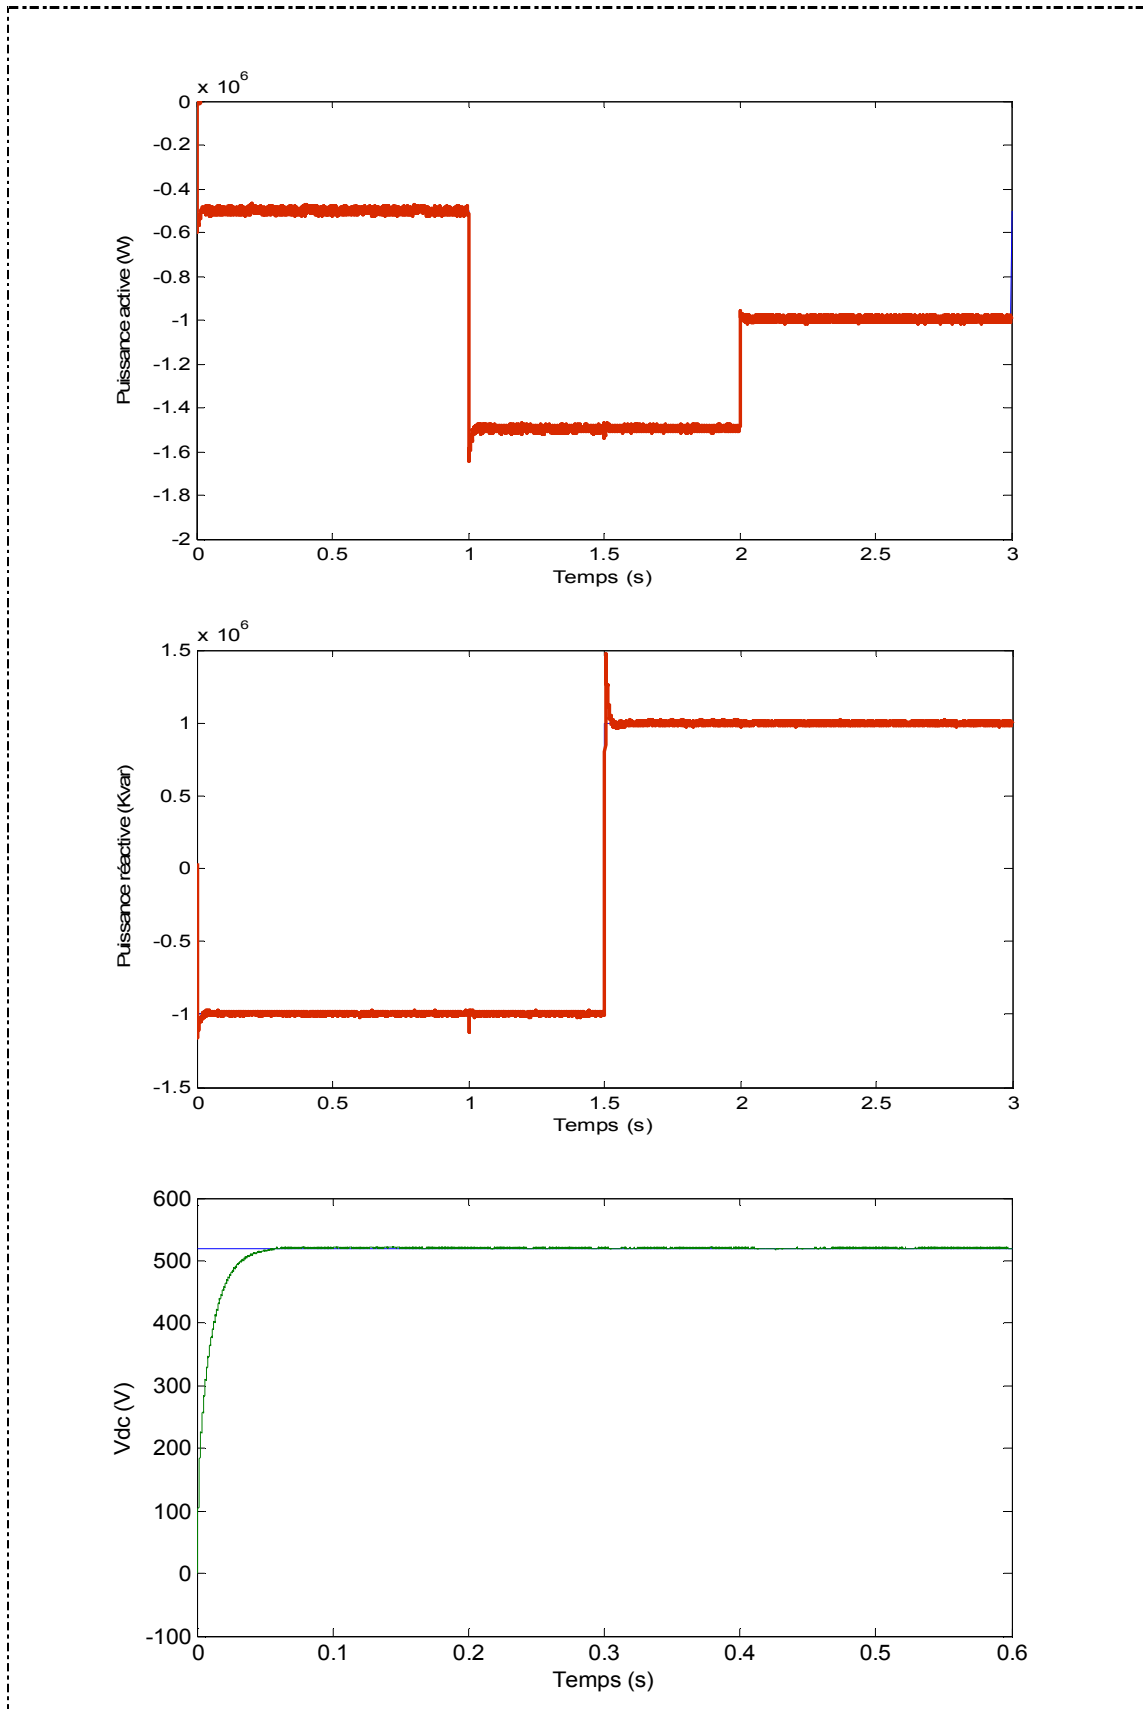 x 10^6
0
-0.2
-0.4
-0.6
-0.8
-1
-1.2
-1.4
-1.6
-1.8
-2
Puissance active (W)
0 0.5 1 1.5 2 2.5 3
Temps (s)
x 10^6
1.5
1
0.5
0
-0.5
-1
-1.5
Puissance réactive (Kvar)
0 0.5 1 1.5 2 2.5 3
Temps (s)
600
500
400
300
200
100
0
-100
Vdc (V)
0 0.1 0.2 0.3 0.4 0.5 0.6
Temps (s)